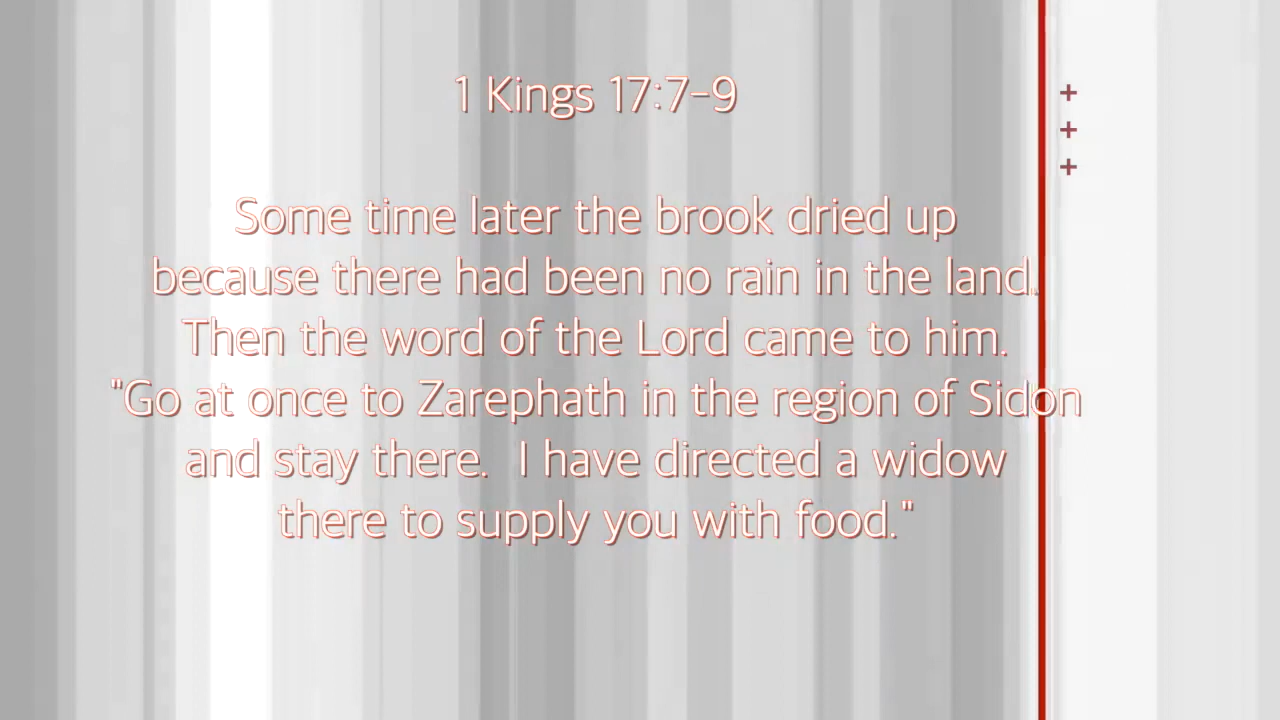 1 Kings 17:7-9
Some time later the brook dried up
because there had been no rain in the land.
Then the word of the Lord came to him.
"Go at once to Zarephath in the region of Sidon
and stay there.  I have directed a widow
there to supply you with food."